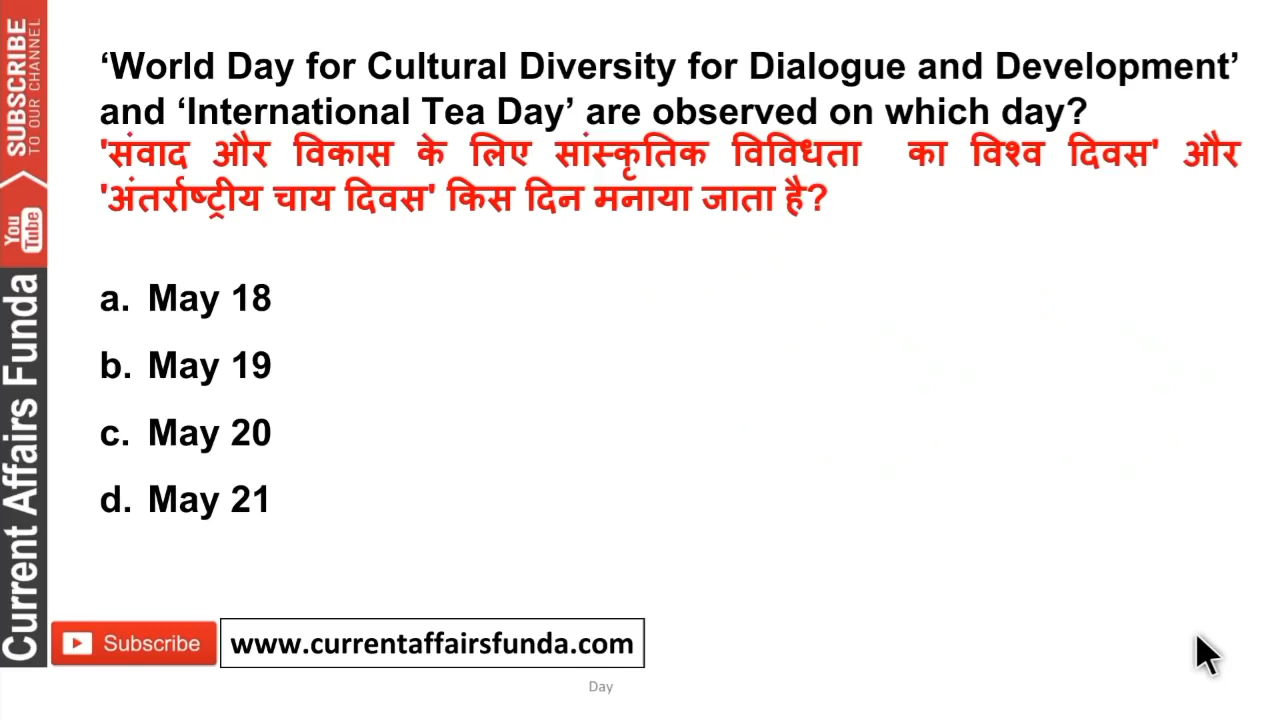 ‘World Day for Cultural Diversity for Dialogue and Development’
and ‘International Tea Day’ are observed on which day?
'संवाद और विकास के लिए सांस्कृतिक विविधता का विश्व दिवस' और
'अंतर्राष्ट्रीय चाय दिवस' किस दिन मनाया जाता है?
a. May 18
b. May 19
c. May 20
d. May 21
SUBSCRIBE
TO OUR CHANNEL
You
Tube
Current Affairs Funda
Subscribe
www.currentaffairsfunda.com
Day